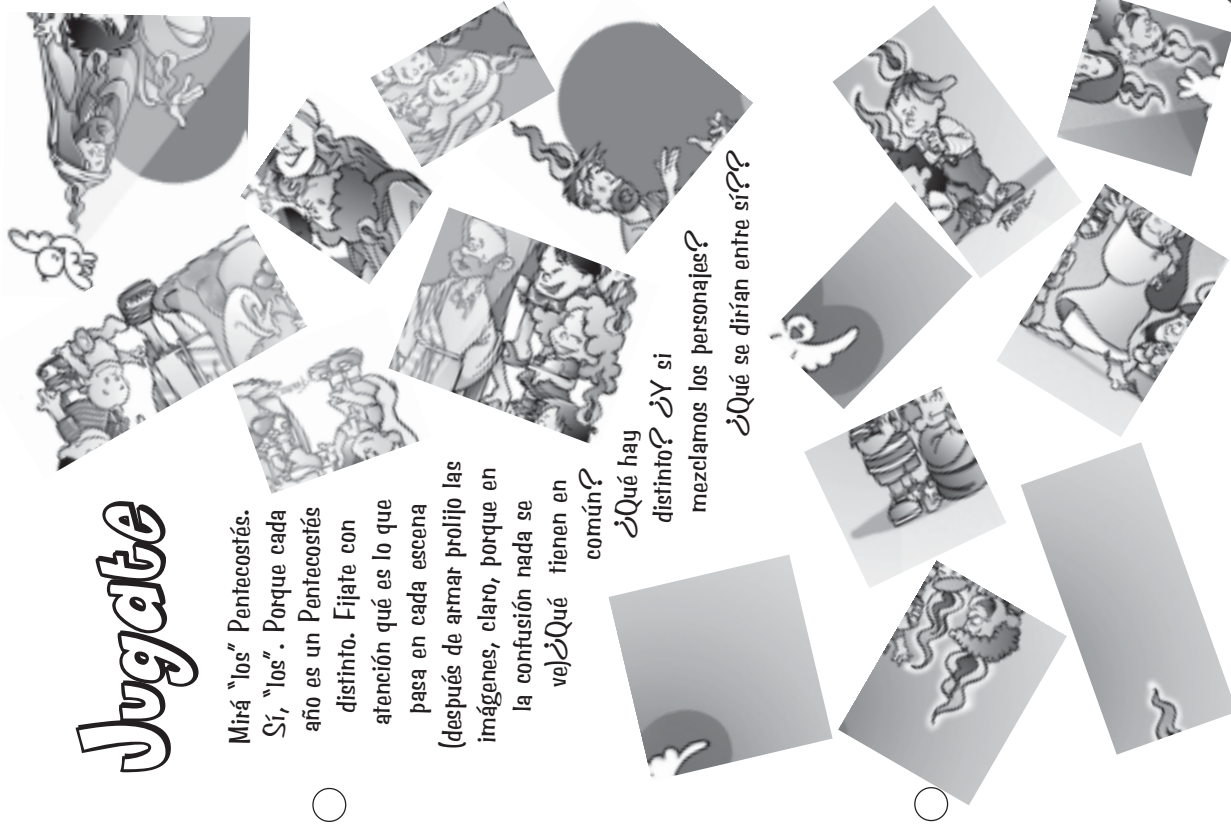 Jugate
Mirá "los" Pentecostés.
Sí, "los". Porque cada
año es un Pentecostés
distinto. Fijate con
atención qué es lo que
pasa en cada escena
(después de armar prolijo las
imágenes, claro, porque en
la confusión nada se
ve)¿Qué tienen en
común?
¿Qué hay
distinto? ¿Y si
mezclamos los personajes?
¿Qué se dirían entre sí??